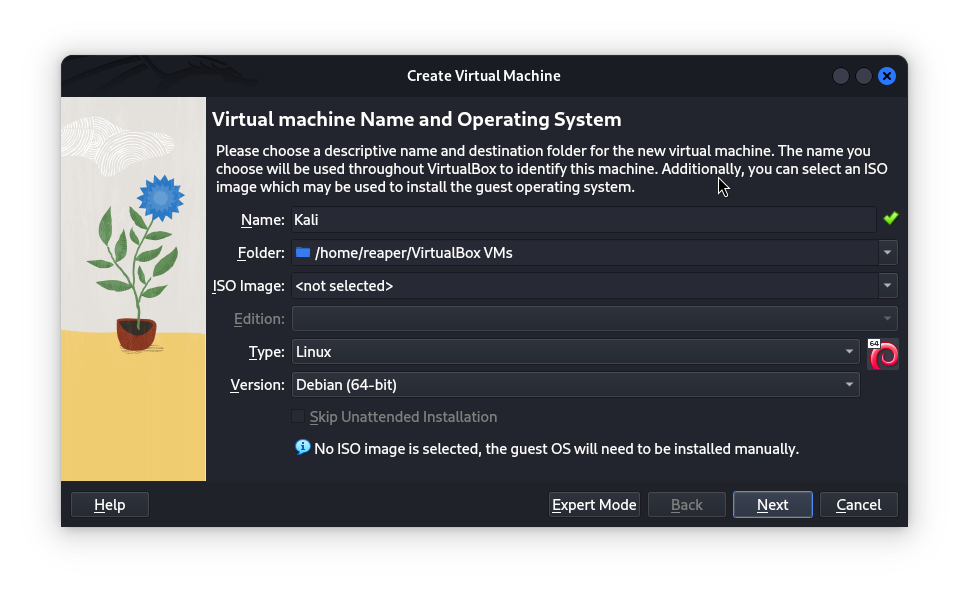 Create Virtual Machine
Virtual machine Name and Operating System
Please choose a descriptive name and destination folder for the new virtual machine. The name you
choose will be used throughout VirtualBox to identify this machine. Additionally, you can select an ISO
image which may be used to install the guest operating system.
Name: Kali
Folder: /home/reaper/VirtualBox VMs
ISO Image: <not selected>
Edition:
Type: Linux
64
Version: Debian (64-bit)
Skip Unattended Installation
No ISO image is selected, the guest OS will need to be installed manually.
Help Expert Mode Back Next Cancel